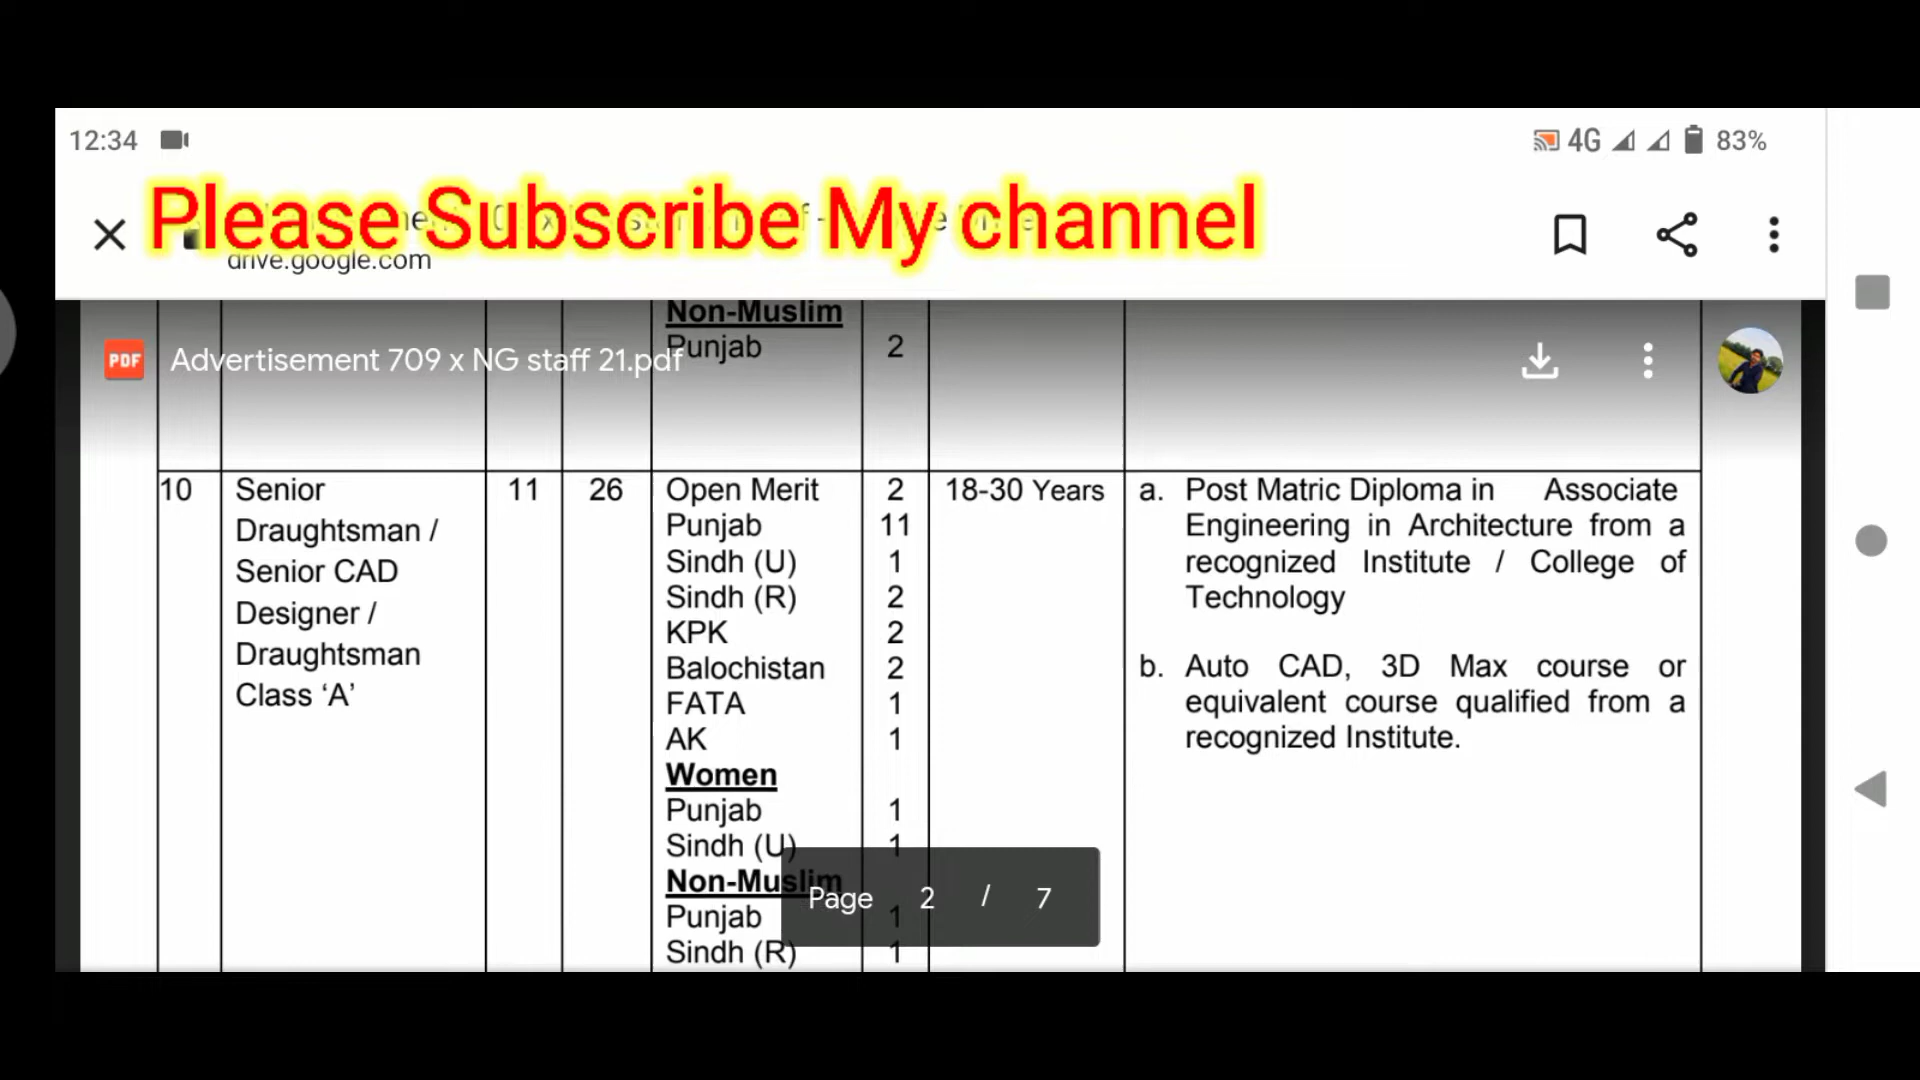 12:34
4G 83%
Please Subscribe My channel
drive.google.com
Non-Muslim
Punjab 2
PDF Advertisement 709 x NG staff 21.pdf
10 Senior Draughtsman / Senior CAD Designer / Draughtsman Class ‘A’
11
26
Open Merit 2
Punjab 11
Sindh (U) 1
Sindh (R) 2
KPK 2
Balochistan 2
FATA 1
AK 1
Women
Punjab 1
Sindh (U) 1
Non-Muslim
Punjab 1
Sindh (R) 1
18-30 Years
a. Post Matric Diploma in Associate
Engineering in Architecture from a
recognized Institute / College of
Technology
b. Auto CAD, 3D Max course or
equivalent course qualified from a
recognized Institute.
Page 2 / 7